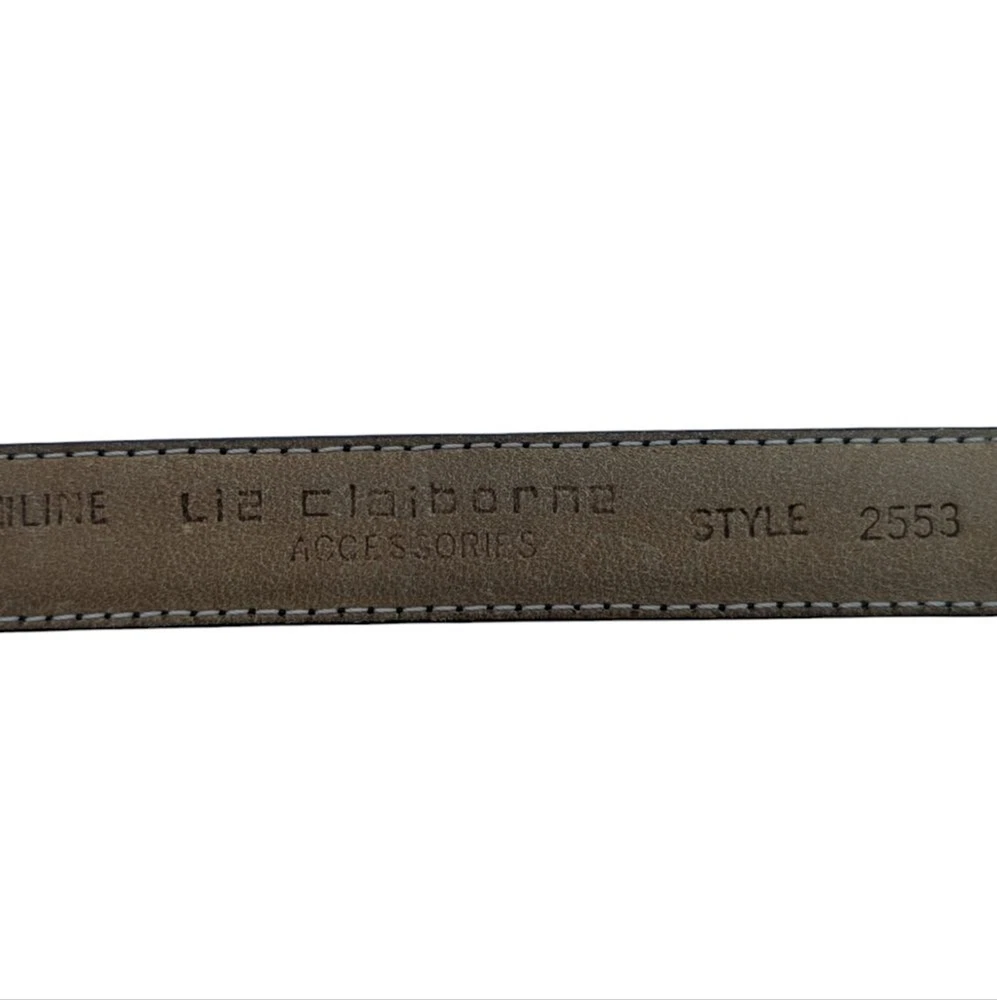 Liz claiborne STYLE 2553
ACCESSORIES